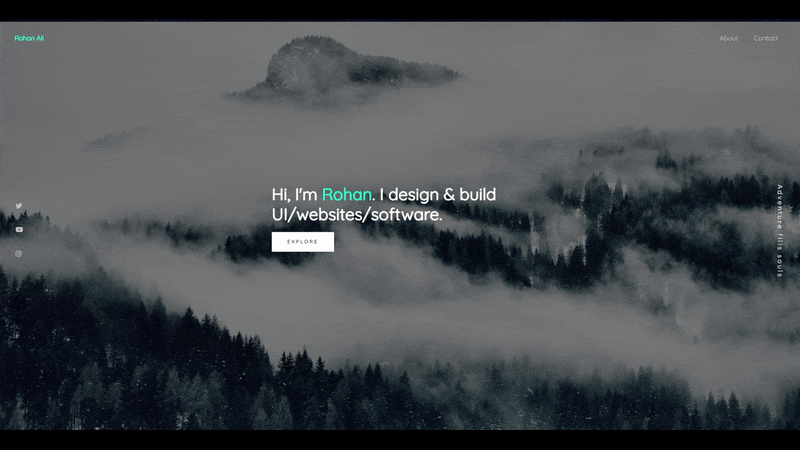 Rohan Ali
About Contact
Hi, I'm Rohan. I design & build
UI/websites/software.
EXPLORE
Adventure fills souls